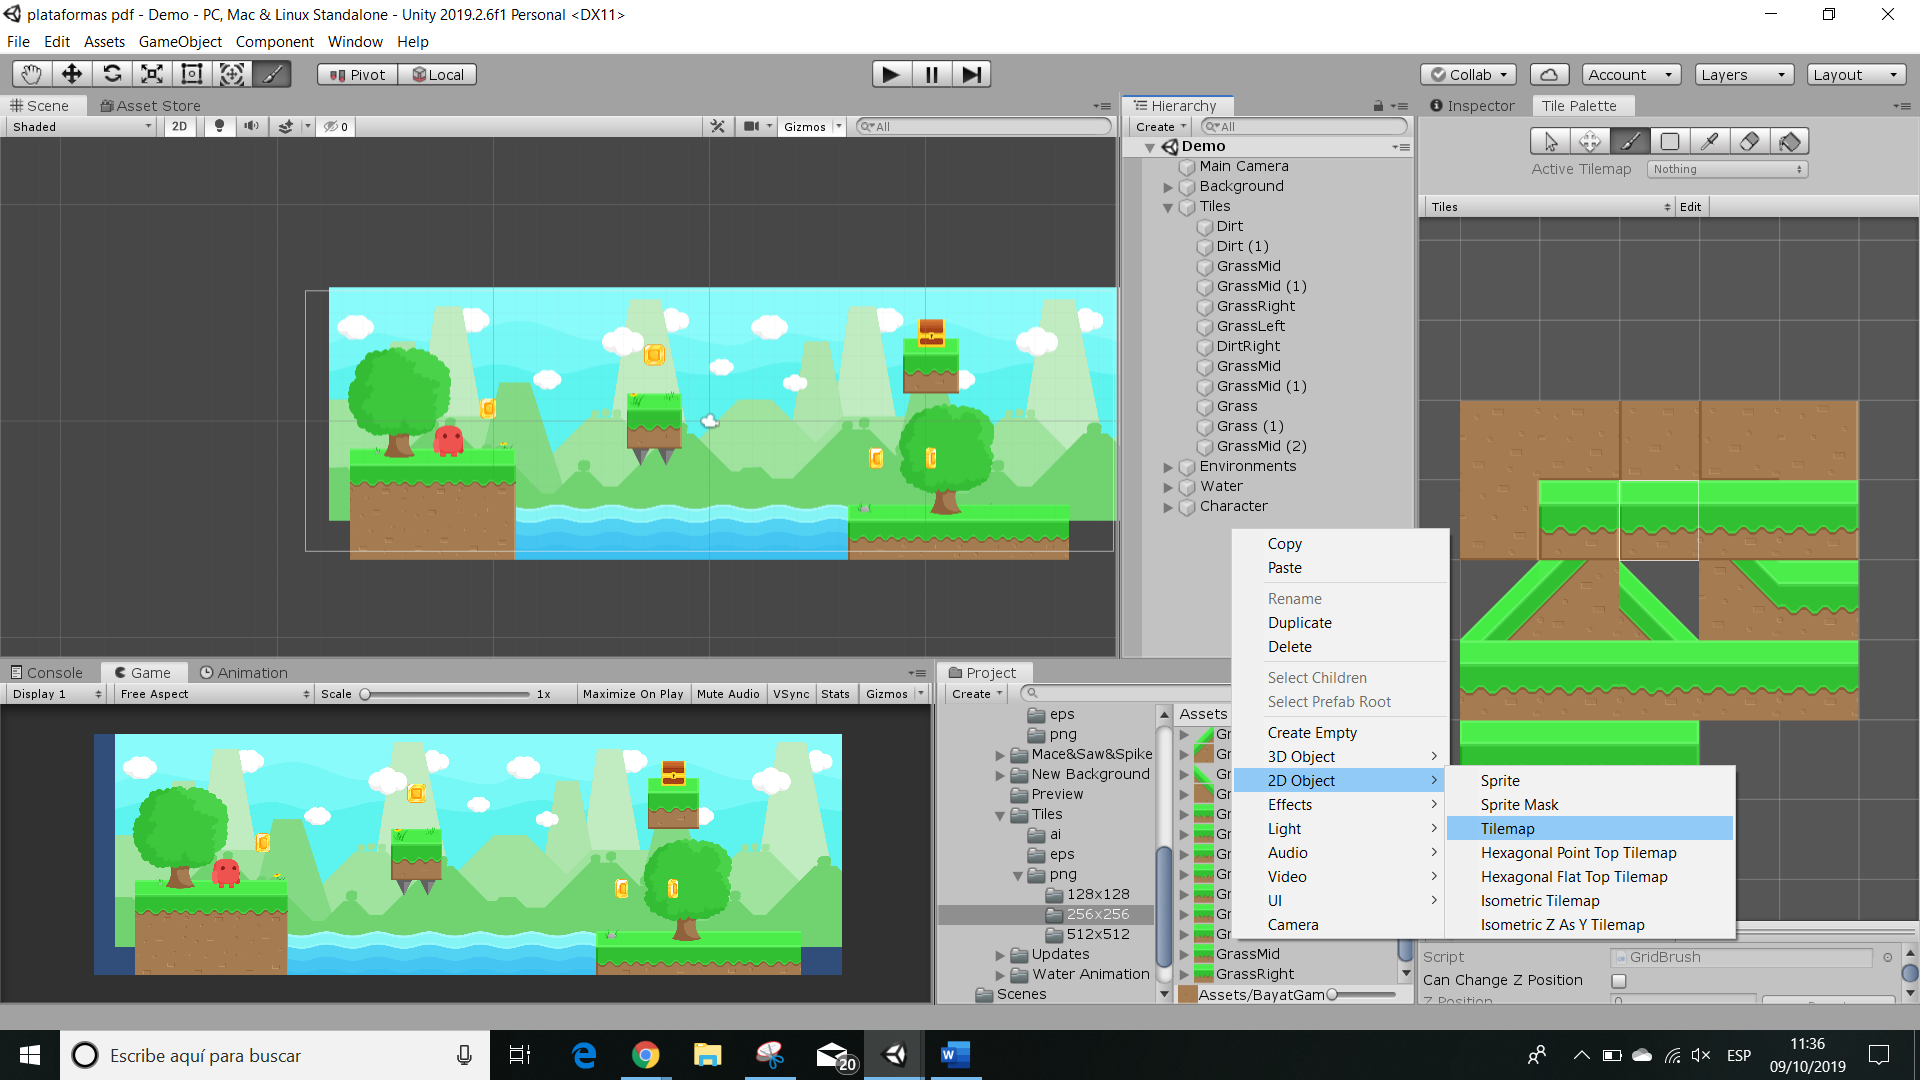 plataformas pdf - Demo - PC, Mac & Linux Standalone - Unity 2019.2.6f1 Personal <DX11>
File Edit Assets GameObject Component Window Help
Pivot Local Collab Account Layers Layout
Scene Asset Store
Shaded 2D 0 Gizmos All
Hierarchy
Create All
Demo
Main Camera
Background
Tiles
Dirt
Dirt (1)
GrassMid
GrassMid (1)
GrassRight
GrassLeft
DirtRight
GrassMid
GrassMid (1)
Grass
Grass (1)
GrassMid (2)
Environments
Water
Character
Inspector Tile Palette
Active Tilemap Nothing
Tiles Edit
Copy
Paste
Rename
Duplicate
Delete
Select Children
Select Prefab Root
Create Empty
3D Object
2D Object
Effects
Light
Audio
Video
UI
Camera
Sprite
Sprite Mask
Tilemap
Hexagonal Point Top Tilemap
Hexagonal Flat Top Tilemap
Isometric Tilemap
Isometric Z As Y Tilemap
Console Game Animation
Display 1 Free Aspect Scale 1x Maximize On Play Mute Audio VSync Stats Gizmos
Project
Create
eps
png
Mace&Saw&Spike
New Background
Preview
Tiles
ai
eps
png
128x128
256x256
512x512
Updates
Water Animation
Scenes
Assets
Gr
Gr
Gr
Gr
Gr
Gr
Gr
Gr
Gr
Gr
Gr
GrassMid
GrassRight
Assets/BayatGam
Script GridBrush
Can Change Z Position
Z Position 0
Escribe aquí para buscar
20
ESP
11:36
09/10/2019